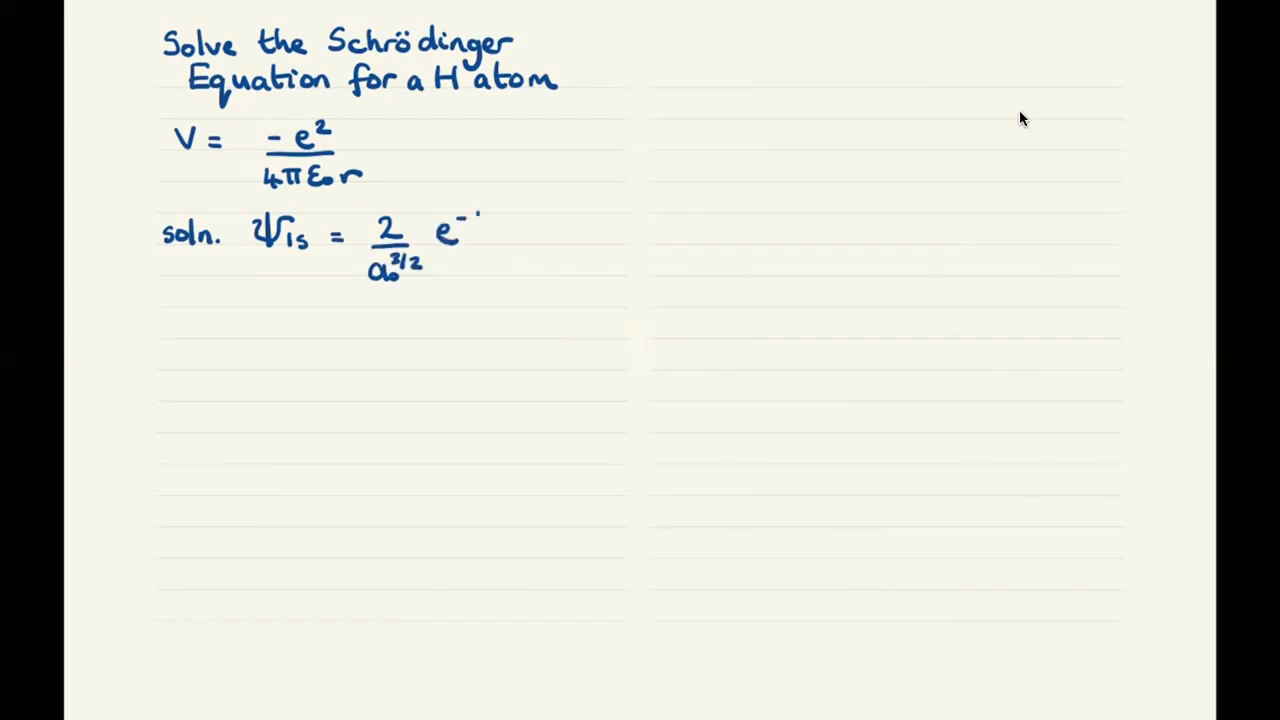 Solve the Schrödinger
Equation for a H atom
V = -e²/4πε₀r
soln. Ψ1s = 2/a₀^3/2 e⁻